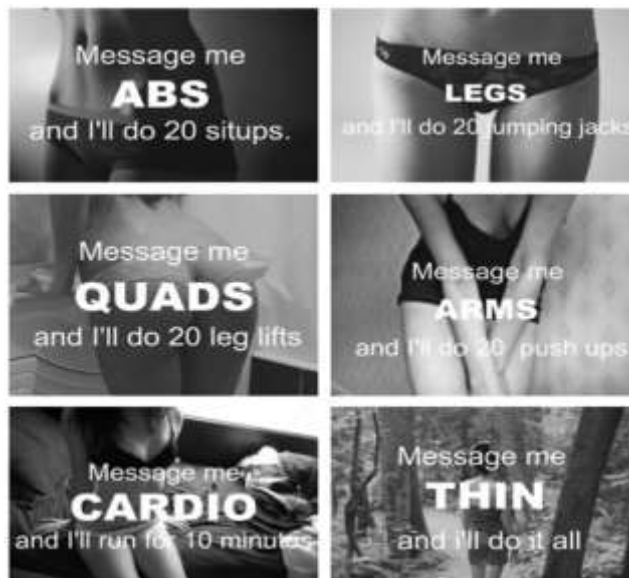 Message me
ABS
and I'll do 20 situps.
Message me
LEGS
and I'll do 20 jumping jacks
Message me
QUADS
and I'll do 20 leg lifts
Message me
ARMS
and I'll do 20 push ups
Message me
CARDIO
and I'll run for 10 minutes
Message me
THIN
and i'll do it all